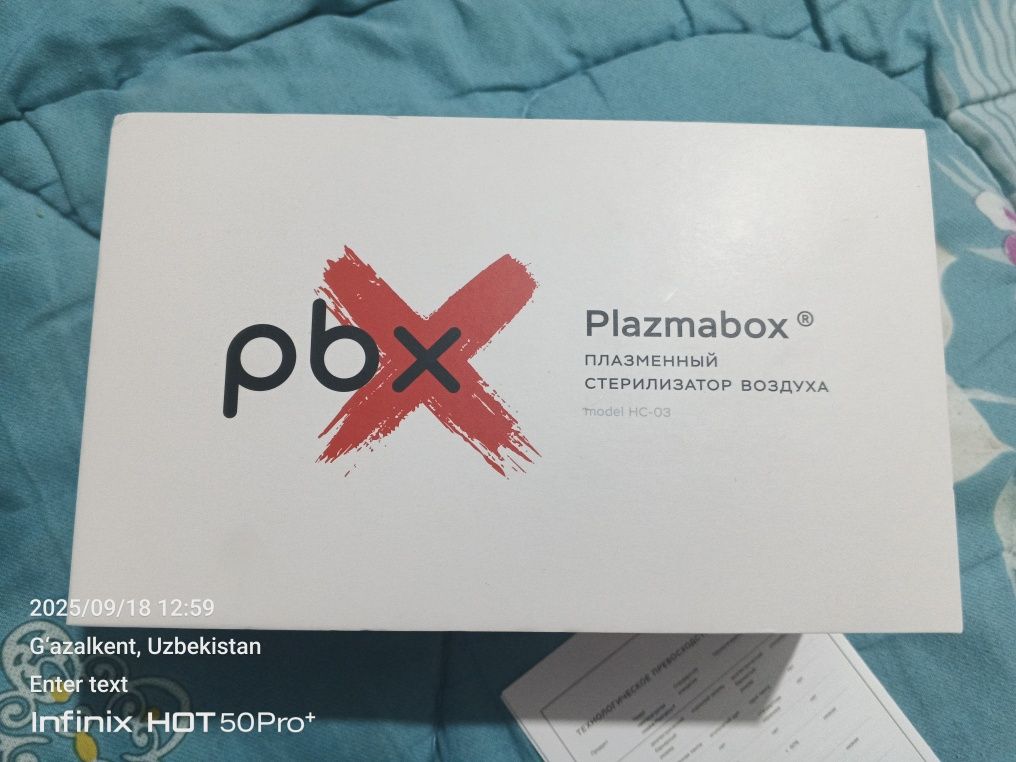 pbx
Plazmabox ®
ПЛАЗМЕННЫЙ
СТЕРИЛИЗАТОР ВОЗДУХА
model HC-03
2025/09/18 12:59
G‘azalkent, Uzbekistan
Enter text
Infinix HOT 50Pro+
ТЕХНОЛОГИЧЕСКОЕ